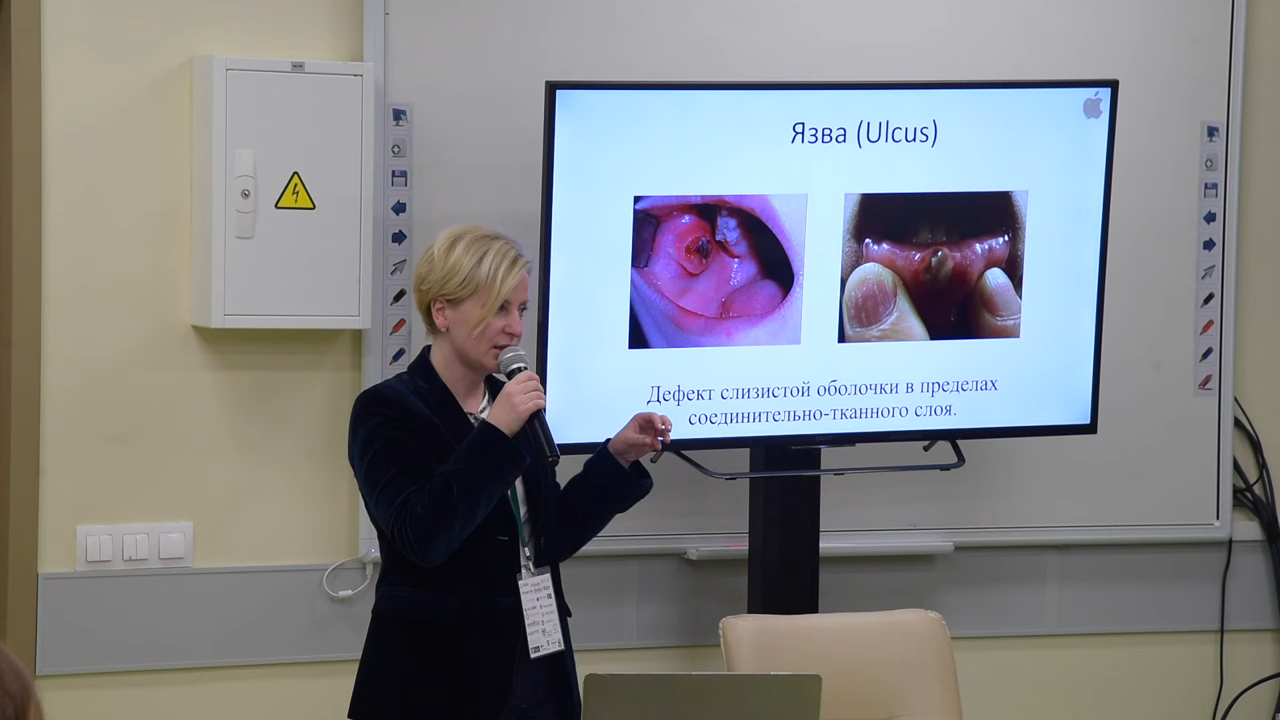 Язва (Ulcus)
Дефект слизистой оболочки в пределах
соединительно-тканного слоя.